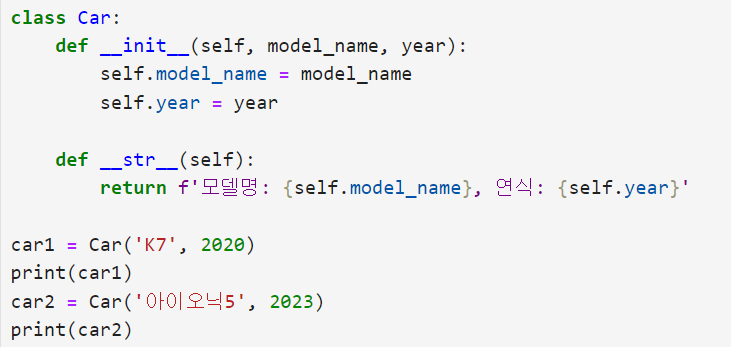 class Car:
    def __init__(self, model_name, year):
        self.model_name = model_name
        self.year = year

    def __str__(self):
        return f'모델명: {self.model_name}, 연식: {self.year}'

car1 = Car('K7', 2020)
print(car1)
car2 = Car('아이오닉5', 2023)
print(car2)